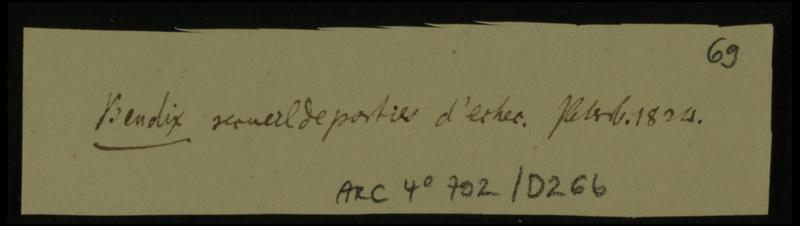 69
Bendix recueil de parties d'echec. Petersb. 1824.
ARC 4° 702 / D266